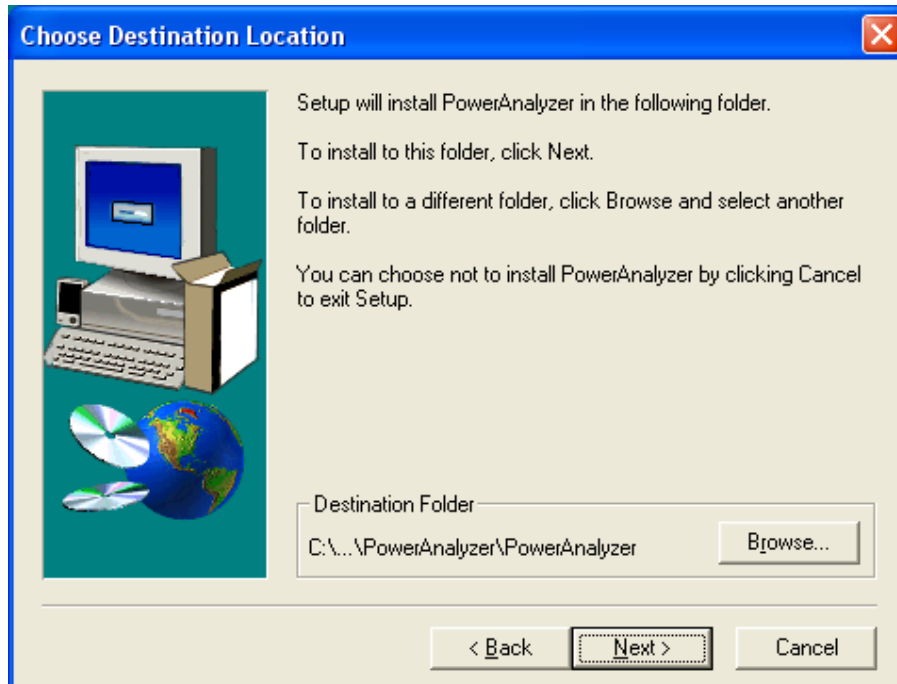 Choose Destination Location
Setup will install PowerAnalyzer in the following folder.
To install to this folder, click Next.
To install to a different folder, click Browse and select another
folder.
You can choose not to install PowerAnalyzer by clicking Cancel
to exit Setup.
Destination Folder
C:\...\PowerAnalyzer\PowerAnalyzer
Browse...
< Back
Next >
Cancel